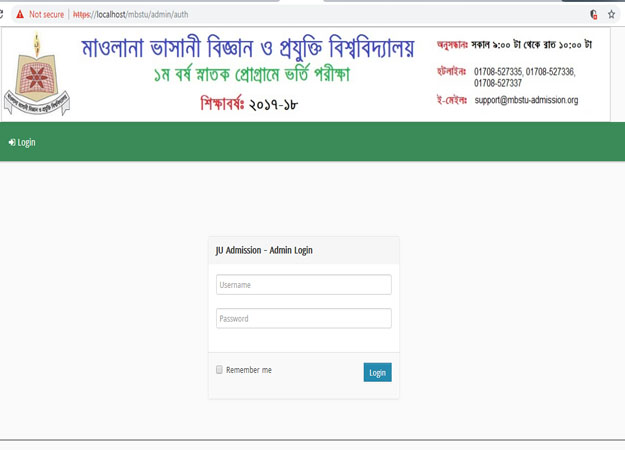 Not secure | https://localhost/mbstu/admin/auth
মাওলানা ভাসানী বিজ্ঞান ও প্রযুক্তি বিশ্ববিদ্যালয়
১ম বর্ষ স্নাতক প্রোগ্রামে ভর্তি পরীক্ষা
শিক্ষাবর্ষঃ ২০১৭-১৮
অনুসন্ধানঃ সকাল ৯:০০ টা থেকে রাত ১০:০০ টা
হটলাইনঃ 01708-527335, 01708-527336,
01708-527337
ই-মেইলঃ support@mbstu-admission.org
Login
JU Admission - Admin Login
Username
Password
Remember me
Login